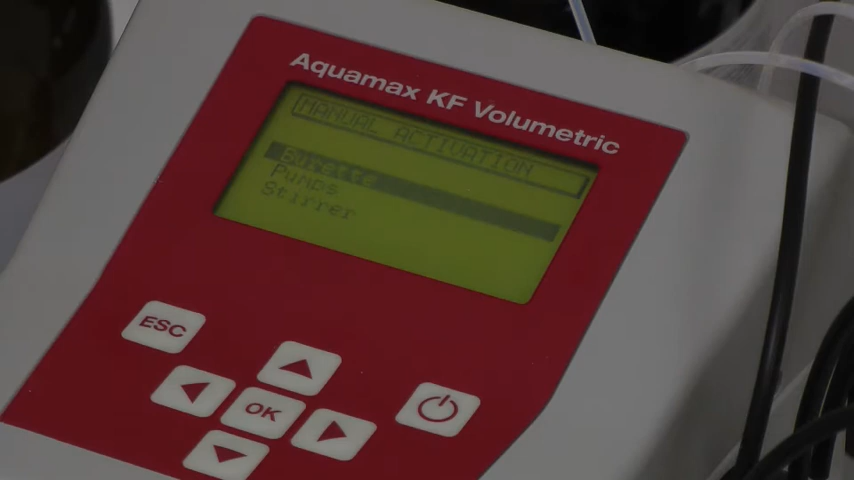 Aquamax KF Volumetric
MANUAL ACTIVATION
Burette
Pumps
Stirrer
ESC
OK